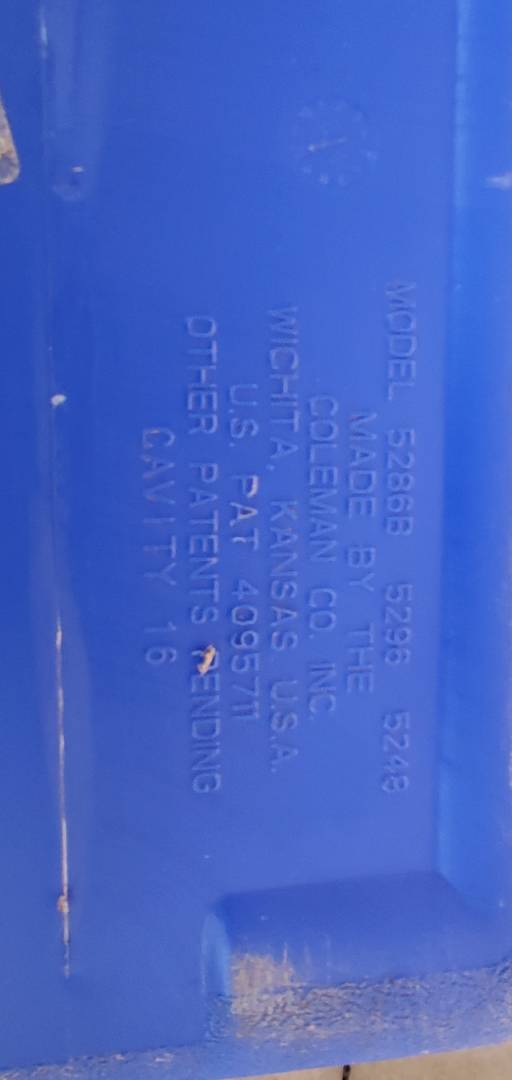 MODEL 5286B 5296 5248
MADE BY THE
COLEMAN CO. INC.
WICHITA, KANSAS U.S.A.
U.S. PAT 4095711
OTHER PATENTS PENDING
CAVITY 16